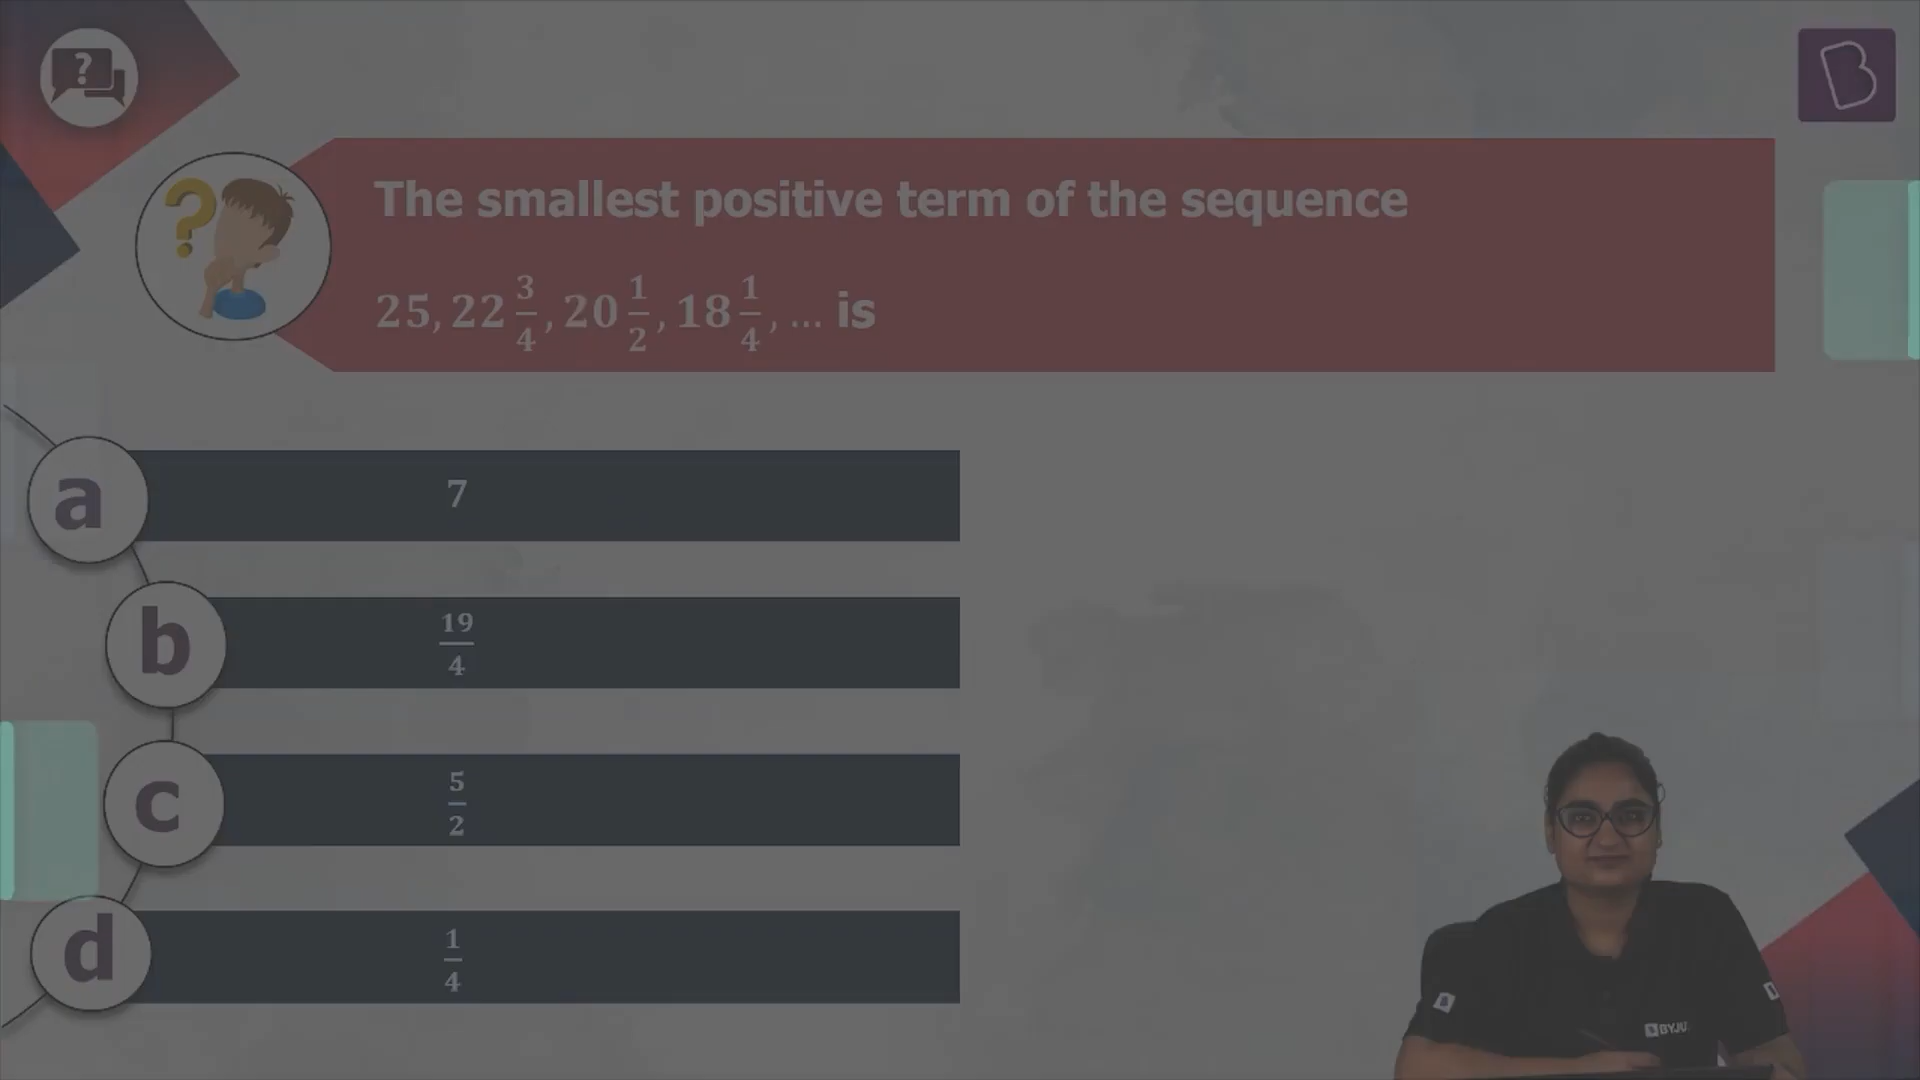 ?
B
?
The smallest positive term of the sequence
25, 22 3/4, 20 1/2, 18 1/4, ... is
a 7
b 19/4
c 5/2
d 1/4
BYJU